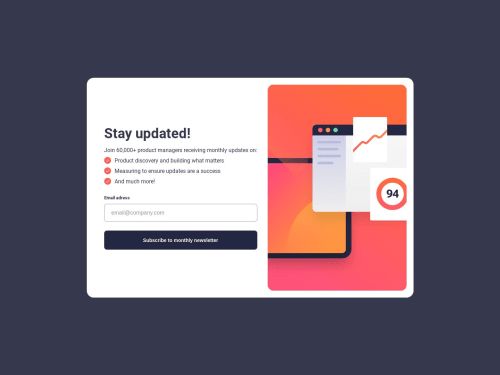 Stay updated!
Join 60,000+ product managers receiving monthly updates on
Product discovery and building what matters
Measuring to ensure updates are a success
And much more!
Email adress
email@company.com
Subscribe to monthly newsletter
94